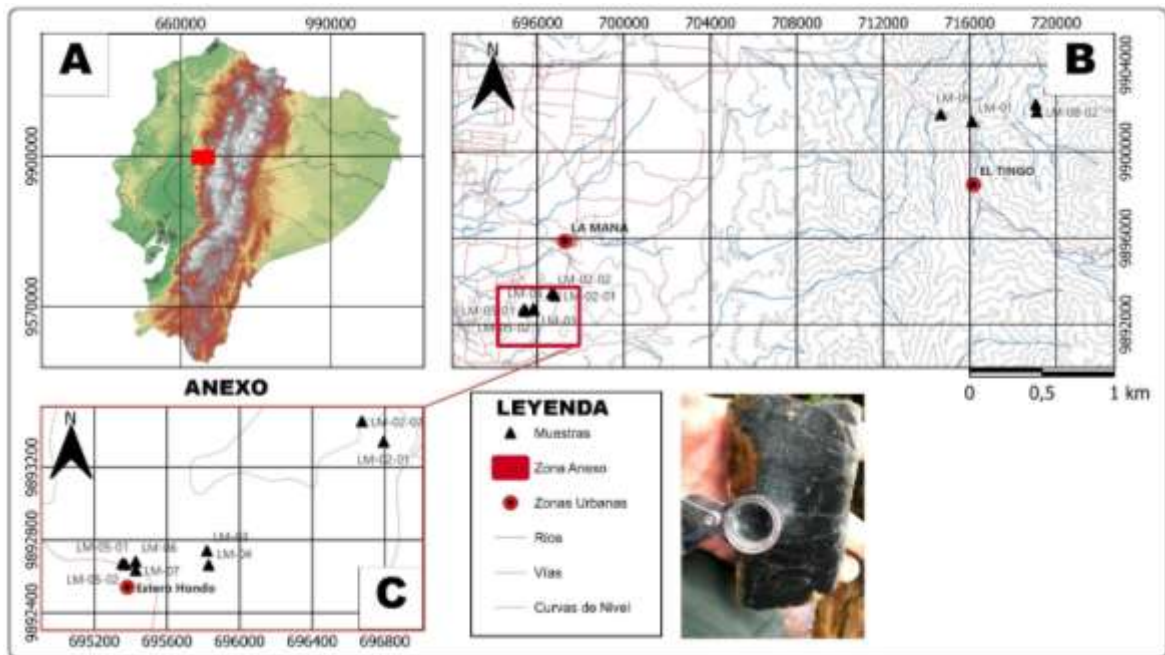 660000 990000
A
9900000
9570000
696000 700000 704000 708000 712000 716000 720000
N
B
9904000
9900000
9896000
9892000
LM-01
LM-08-02
EL TINGO
LA MANA
LM-02-02
LM-02-01
LM-05-01
LM-05-02
0 0,5 1 km
ANEXO
N
LM-02-01
9893200
9892800
9892400
LM-05-01 LM-06
LM-04
LM-05-02 LM-07
Estero Hondo
C
695200 695600 696000 696400 696800
LEYENDA
Muestras
Zona Anexo
Zonas Urbanas
Ríos
Vías
Curvas de Nivel